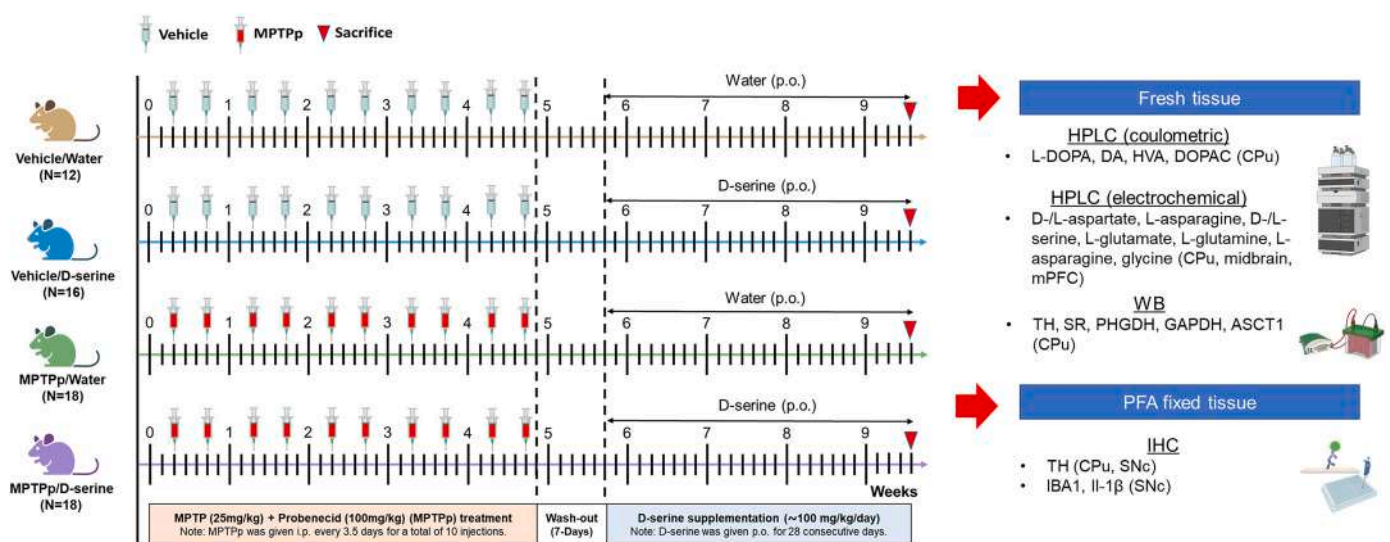 Vehicle
MPTPp
Sacrifice
Water (p.o.)
0 1 2 3 4 5 6 7 8 9
Vehicle/Water
(N=12)
D-serine (p.o.)
0 1 2 3 4 5 6 7 8 9
Vehicle/D-serine
(N=16)
Water (p.o.)
0 1 2 3 4 5 6 7 8 9
MPTPp/Water
(N=18)
D-serine (p.o.)
0 1 2 3 4 5 6 7 8 9
MPTPp/D-serine
(N=18)
Weeks
MPTP (25mg/kg) + Probenecid (100mg/kg) (MPTPp) treatment
Note: MPTPp was given i.p. every 3.5 days for a total of 10 injections.
Wash-out
(7-Days)
D-serine supplementation (~100 mg/kg/day)
Note: D-serine was given p.o. for 28 consecutive days.
Fresh tissue
HPLC (coulometric)
• L-DOPA, DA, HVA, DOPAC (CPu)
HPLC (electrochemical)
• D-/L-aspartate, L-asparagine, D-/L-
serine, L-glutamate, L-glutamine, L-
asparagine, glycine (CPu, midbrain,
mPFC)
WB
• TH, SR, PHGDH, GAPDH, ASCT1
(CPu)
PFA fixed tissue
IHC
• TH (CPu, SNc)
• IBA1, Il-1β (SNc)